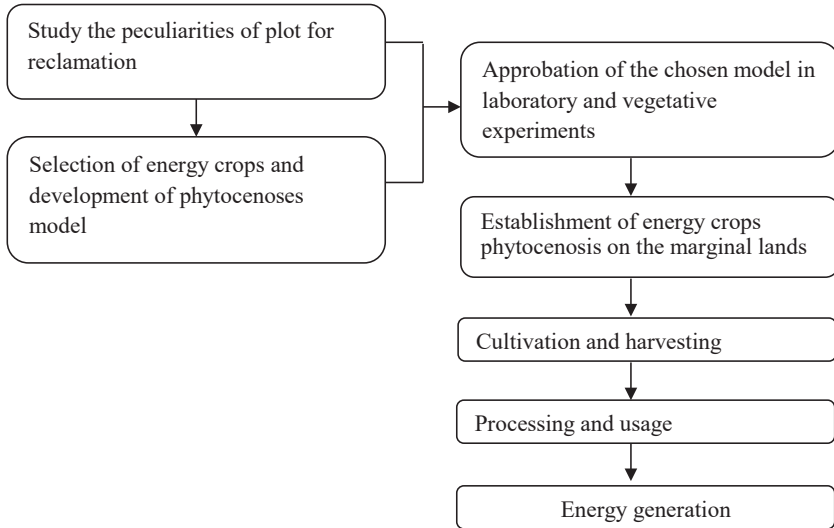 Study the peculiarities of plot for
reclamation
Selection of energy crops and
development of phytocenoses
model
Approbation of the chosen model in
laboratory and vegetative
experiments
Establishment of energy crops
phytocenosis on the marginal lands
Cultivation and harvesting
Processing and usage
Energy generation